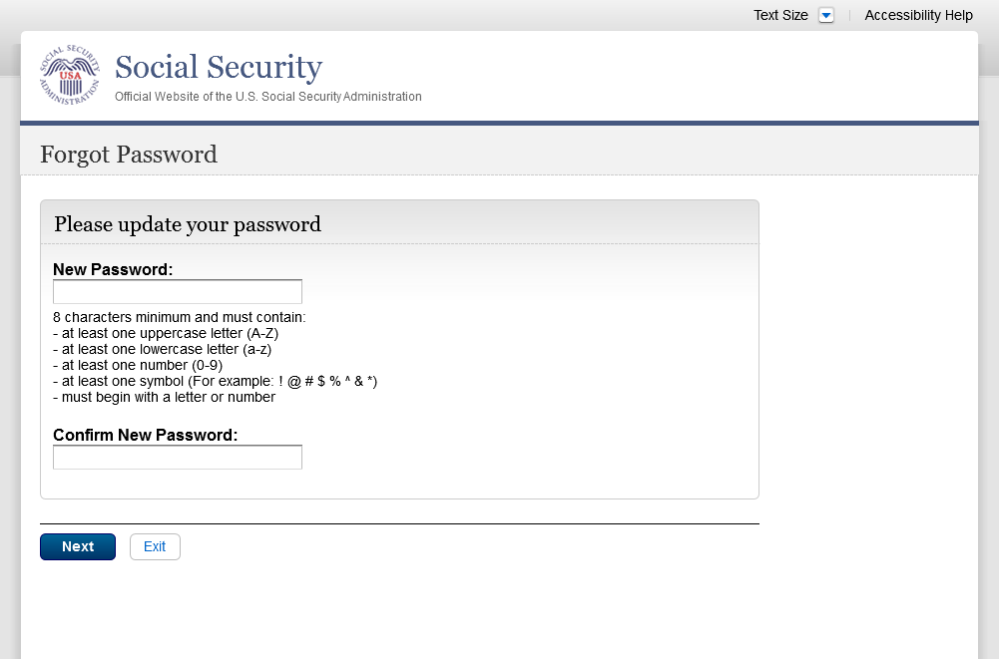 Text Size
Accessibility Help
SOCIAL SECURITY ADMINISTRATION
USA
Social Security
Official Website of the U.S. Social Security Administration
Forgot Password
Please update your password
New Password:
8 characters minimum and must contain:
- at least one uppercase letter (A-Z)
- at least one lowercase letter (a-z)
- at least one number (0-9)
- at least one symbol (For example: ! @ # $ % ^ & *)
- must begin with a letter or number
Confirm New Password:
Next
Exit